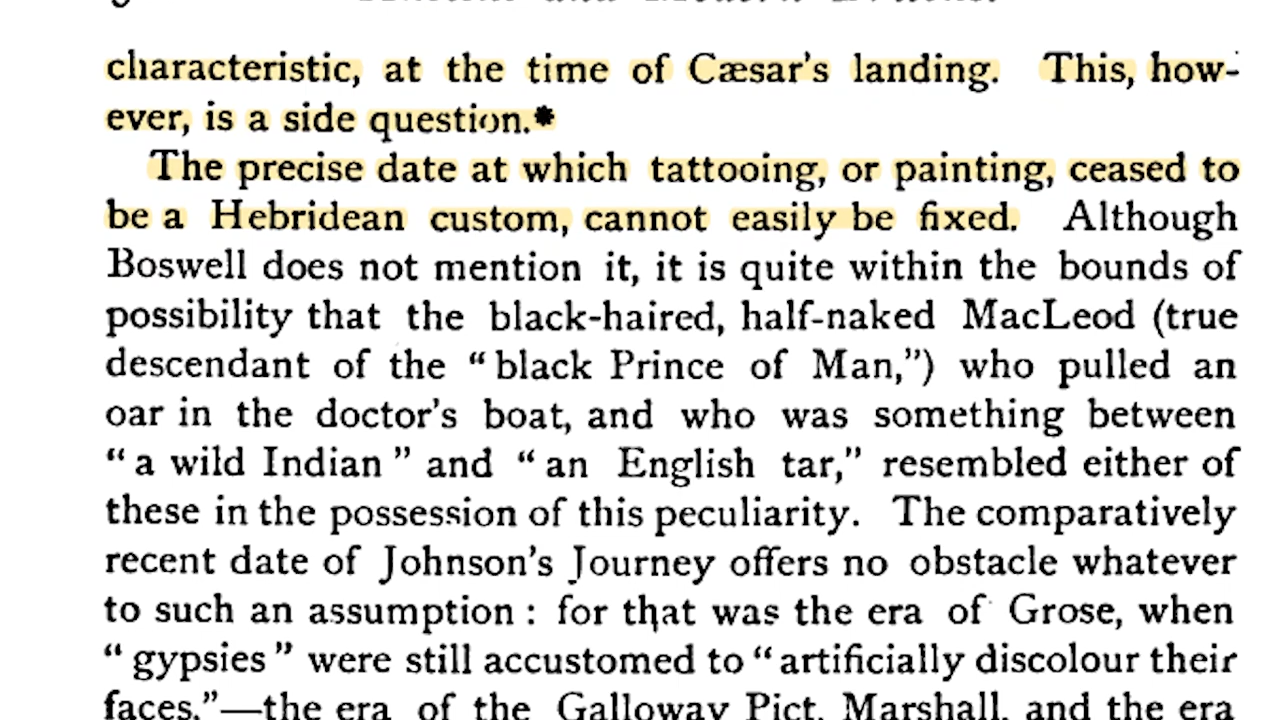 characteristic, at the time of Cæsar's landing. This, how-
ever, is a side question.*
The precise date at which tattooing, or painting, ceased to
be a Hebridean custom, cannot easily be fixed. Although
Boswell does not mention it, it is quite within the bounds of
possibility that the black-haired, half-naked MacLeod (true
descendant of the “black Prince of Man,”) who pulled an
oar in the doctor's boat, and who was something between
“a wild Indian” and “an English tar,” resembled either of
these in the possession of this peculiarity. The comparatively
recent date of Johnson's Journey offers no obstacle whatever
to such an assumption: for that was the era of Grose, when
“gypsies” were still accustomed to “artificially discolour their
faces,”—the era of the Galloway Pict, Marshall, and the era